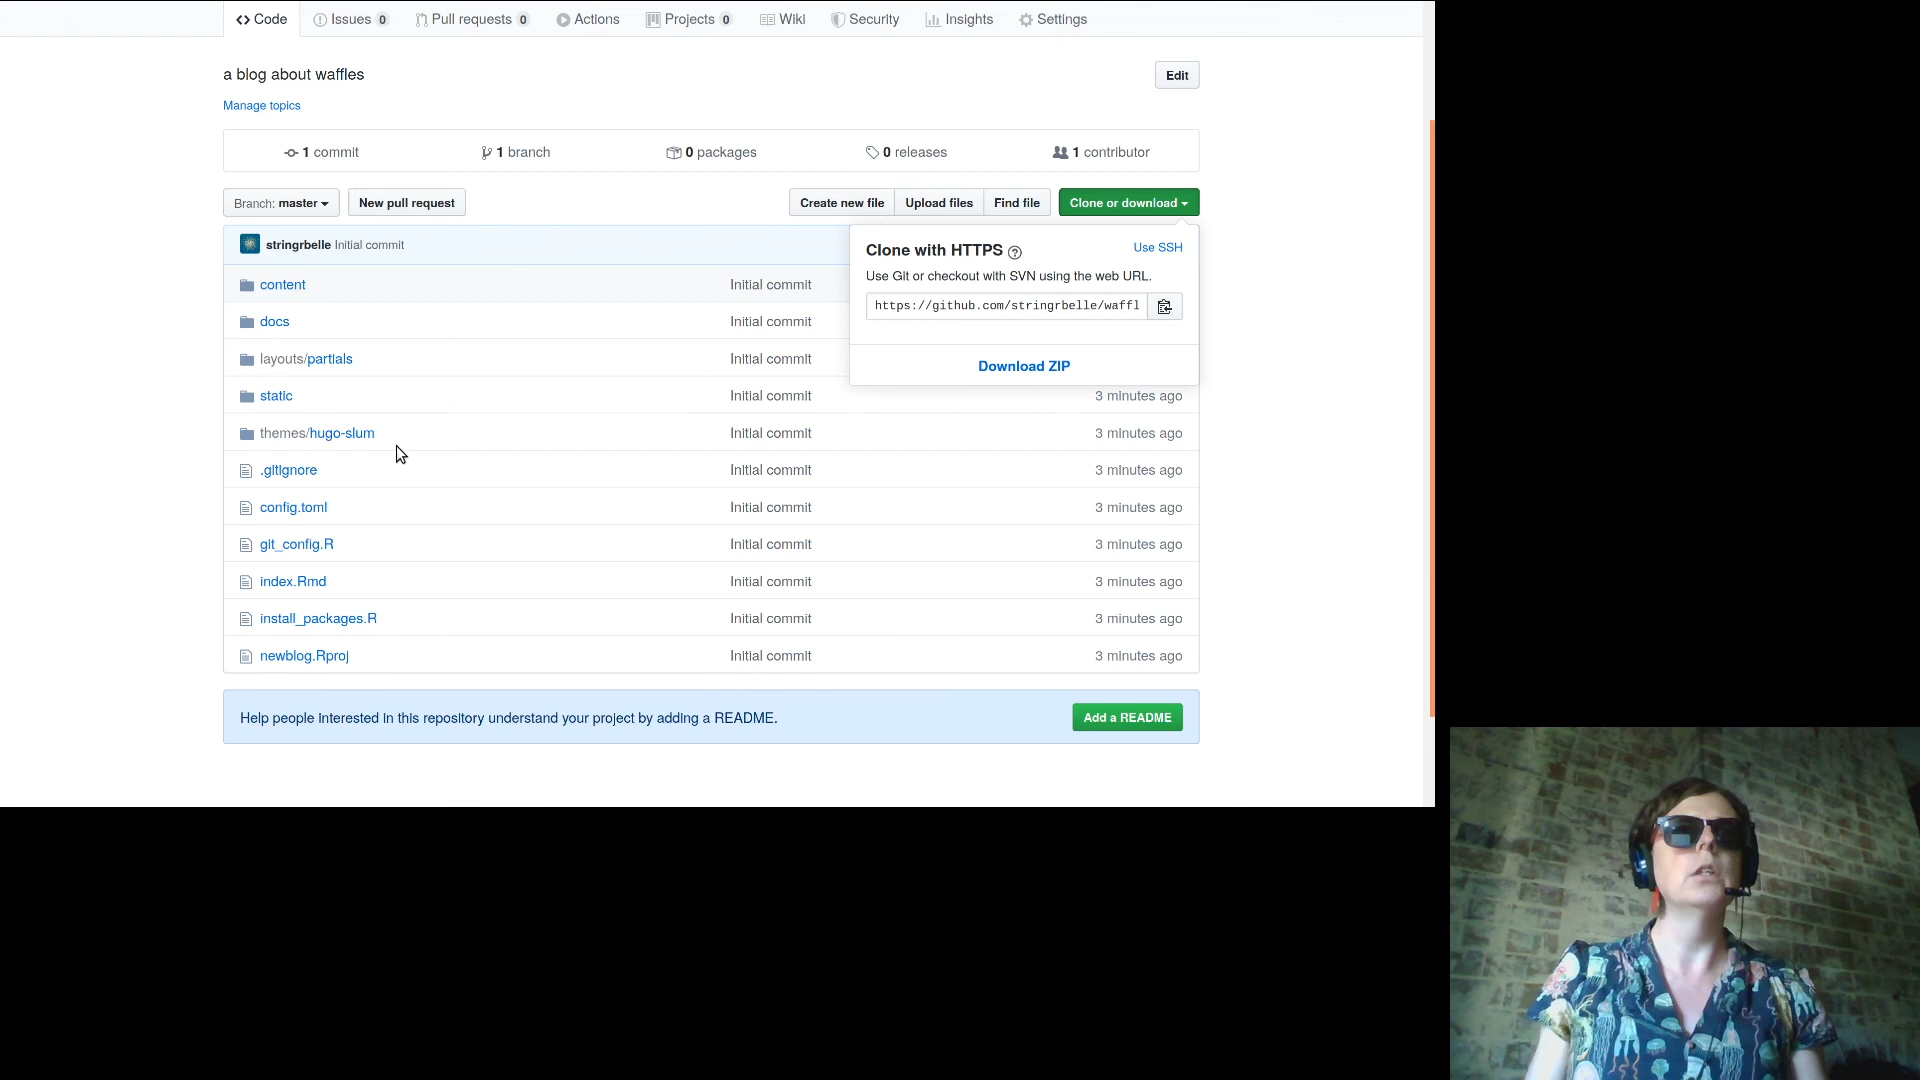 Code Issues 0 Pull requests 0 Actions Projects 0 Wiki Security Insights Settings
a blog about waffles Edit
Manage topics
1 commit 1 branch 0 packages 0 releases 1 contributor
Branch: master New pull request Create new file Upload files Find file Clone or download
stringrbelle Initial commit
Clone with HTTPS ? Use SSH
Use Git or checkout with SVN using the web URL.
https://github.com/stringrbelle/waffl
Download ZIP
content Initial commit
docs Initial commit
layouts/partials Initial commit
static Initial commit 3 minutes ago
themes/hugo-slum Initial commit 3 minutes ago
.gitignore Initial commit 3 minutes ago
config.toml Initial commit 3 minutes ago
git_config.R Initial commit 3 minutes ago
index.Rmd Initial commit 3 minutes ago
install_packages.R Initial commit 3 minutes ago
newblog.Rproj Initial commit 3 minutes ago
Help people interested in this repository understand your project by adding a README. Add a README